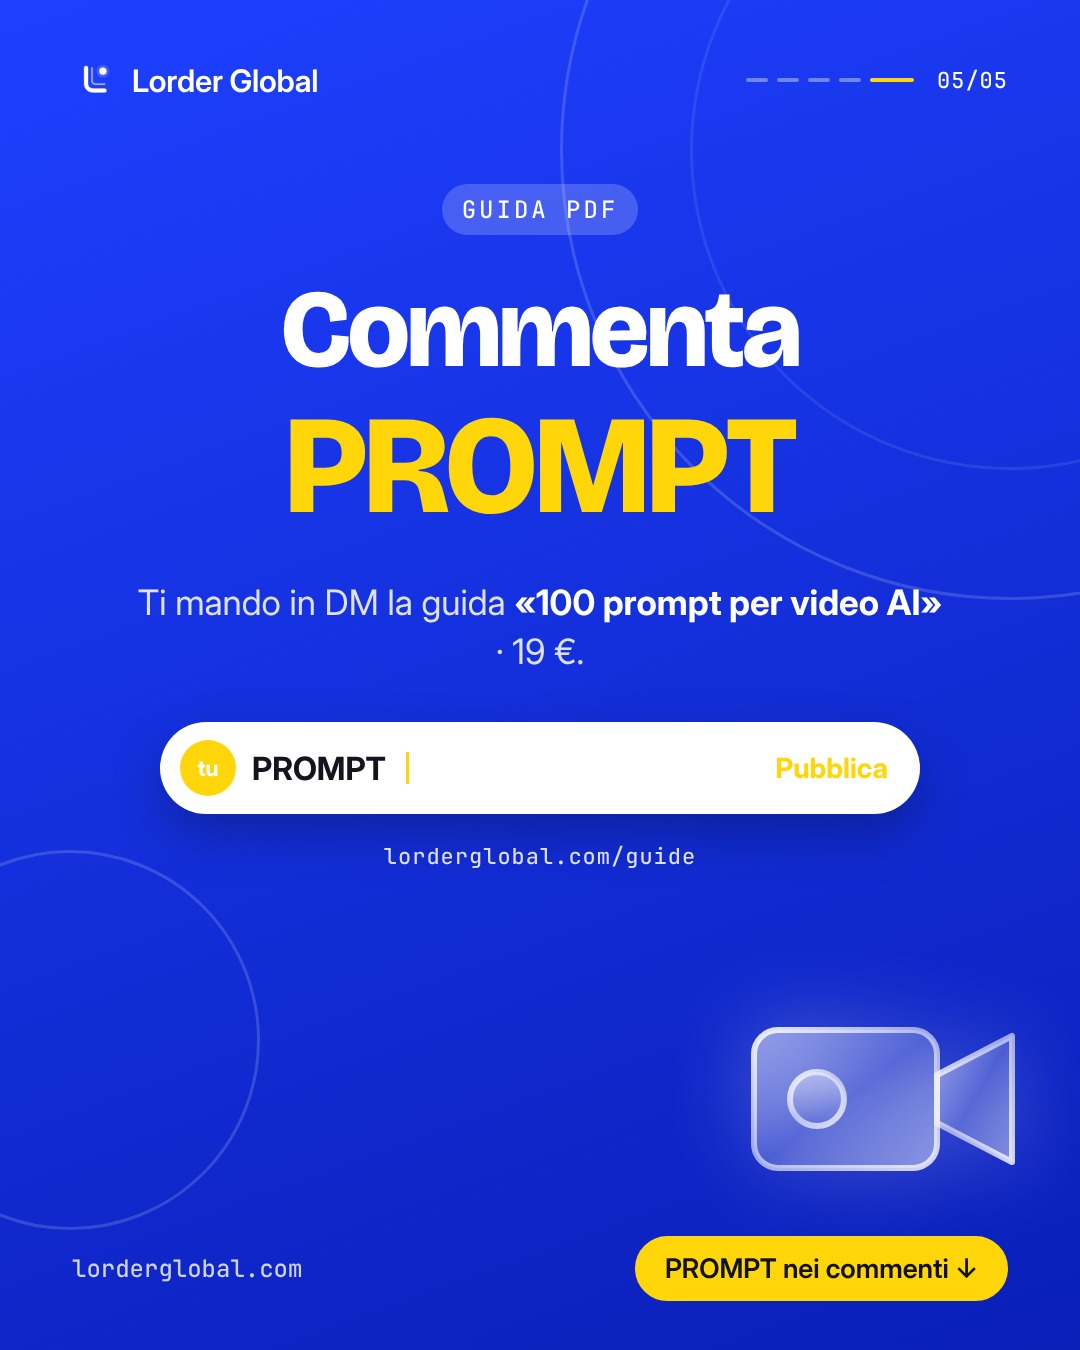 Lorder Global
05/05
GUIDA PDF
Commenta
PROMPT
Ti mando in DM la guida «100 prompt per video AI»
· 19 €.
tu PROMPT Pubblica
lorderglobal.com/guide
lorderglobal.com
PROMPT nei commenti ↓